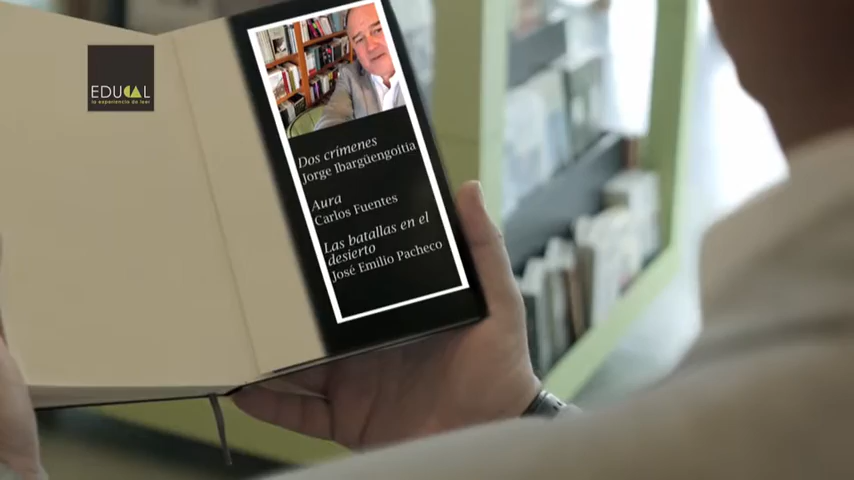 EDUCAL
la experiencia de leer
Dos crímenes
Jorge Ibargüengoitia
Aura
Carlos Fuentes
Las batallas en el
desierto
José Emilio Pacheco